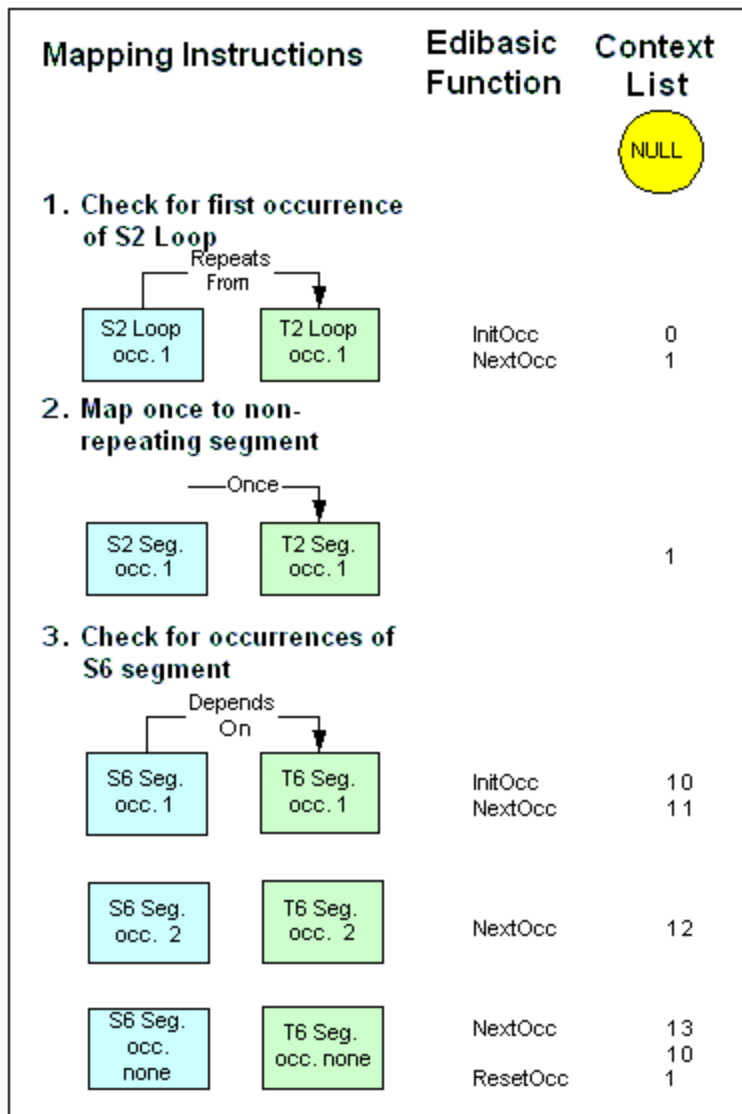 Mapping Instructions
Edibasic
Function
Context
List
NULL
1. Check for first occurrence
of S2 Loop
Repeats
From
S2 Loop
occ. 1
T2 Loop
occ. 1
InitOcc 0
NextOcc 1
2. Map once to non-
repeating segment
Once
S2 Seg.
occ. 1
T2 Seg.
occ. 1
1
3. Check for occurrences of
S6 segment
Depends
On
S6 Seg.
occ. 1
T6 Seg.
occ. 1
InitOcc 10
NextOcc 11
S6 Seg.
occ. 2
T6 Seg.
occ. 2
NextOcc 12
S6 Seg.
occ.
none
T6 Seg.
occ. none
NextOcc 13
10
ResetOcc 1